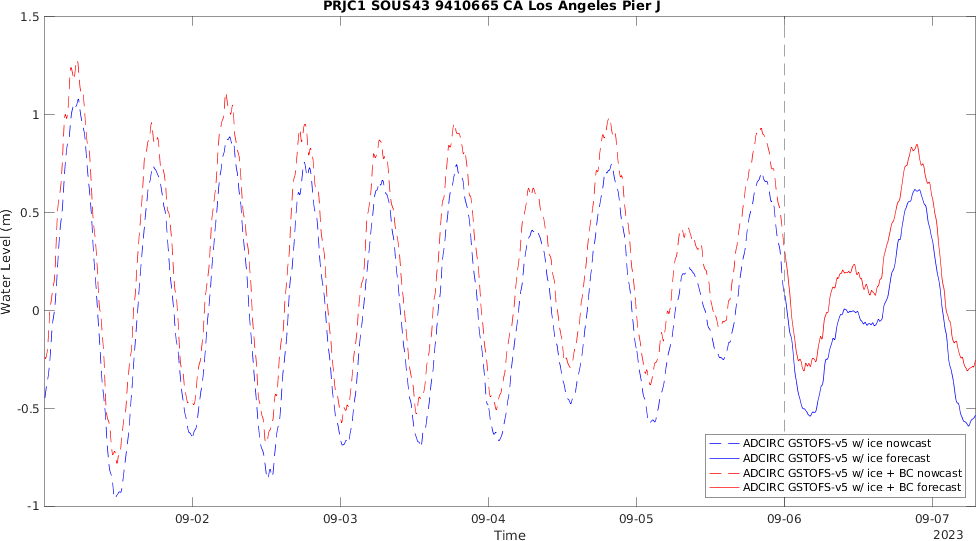 PRJC1 SOUS43 9410665 CA Los Angeles Pier J
1.5
1
0.5
0
-0.5
-1
Water Level (m)
09-02
09-03
09-04
09-05
09-06
09-07
Time
2023
ADCIRC GSTOFS-v5 w/ ice nowcast
ADCIRC GSTOFS-v5 w/ ice forecast
ADCIRC GSTOFS-v5 w/ ice + BC nowcast
ADCIRC GSTOFS-v5 w/ ice + BC forecast